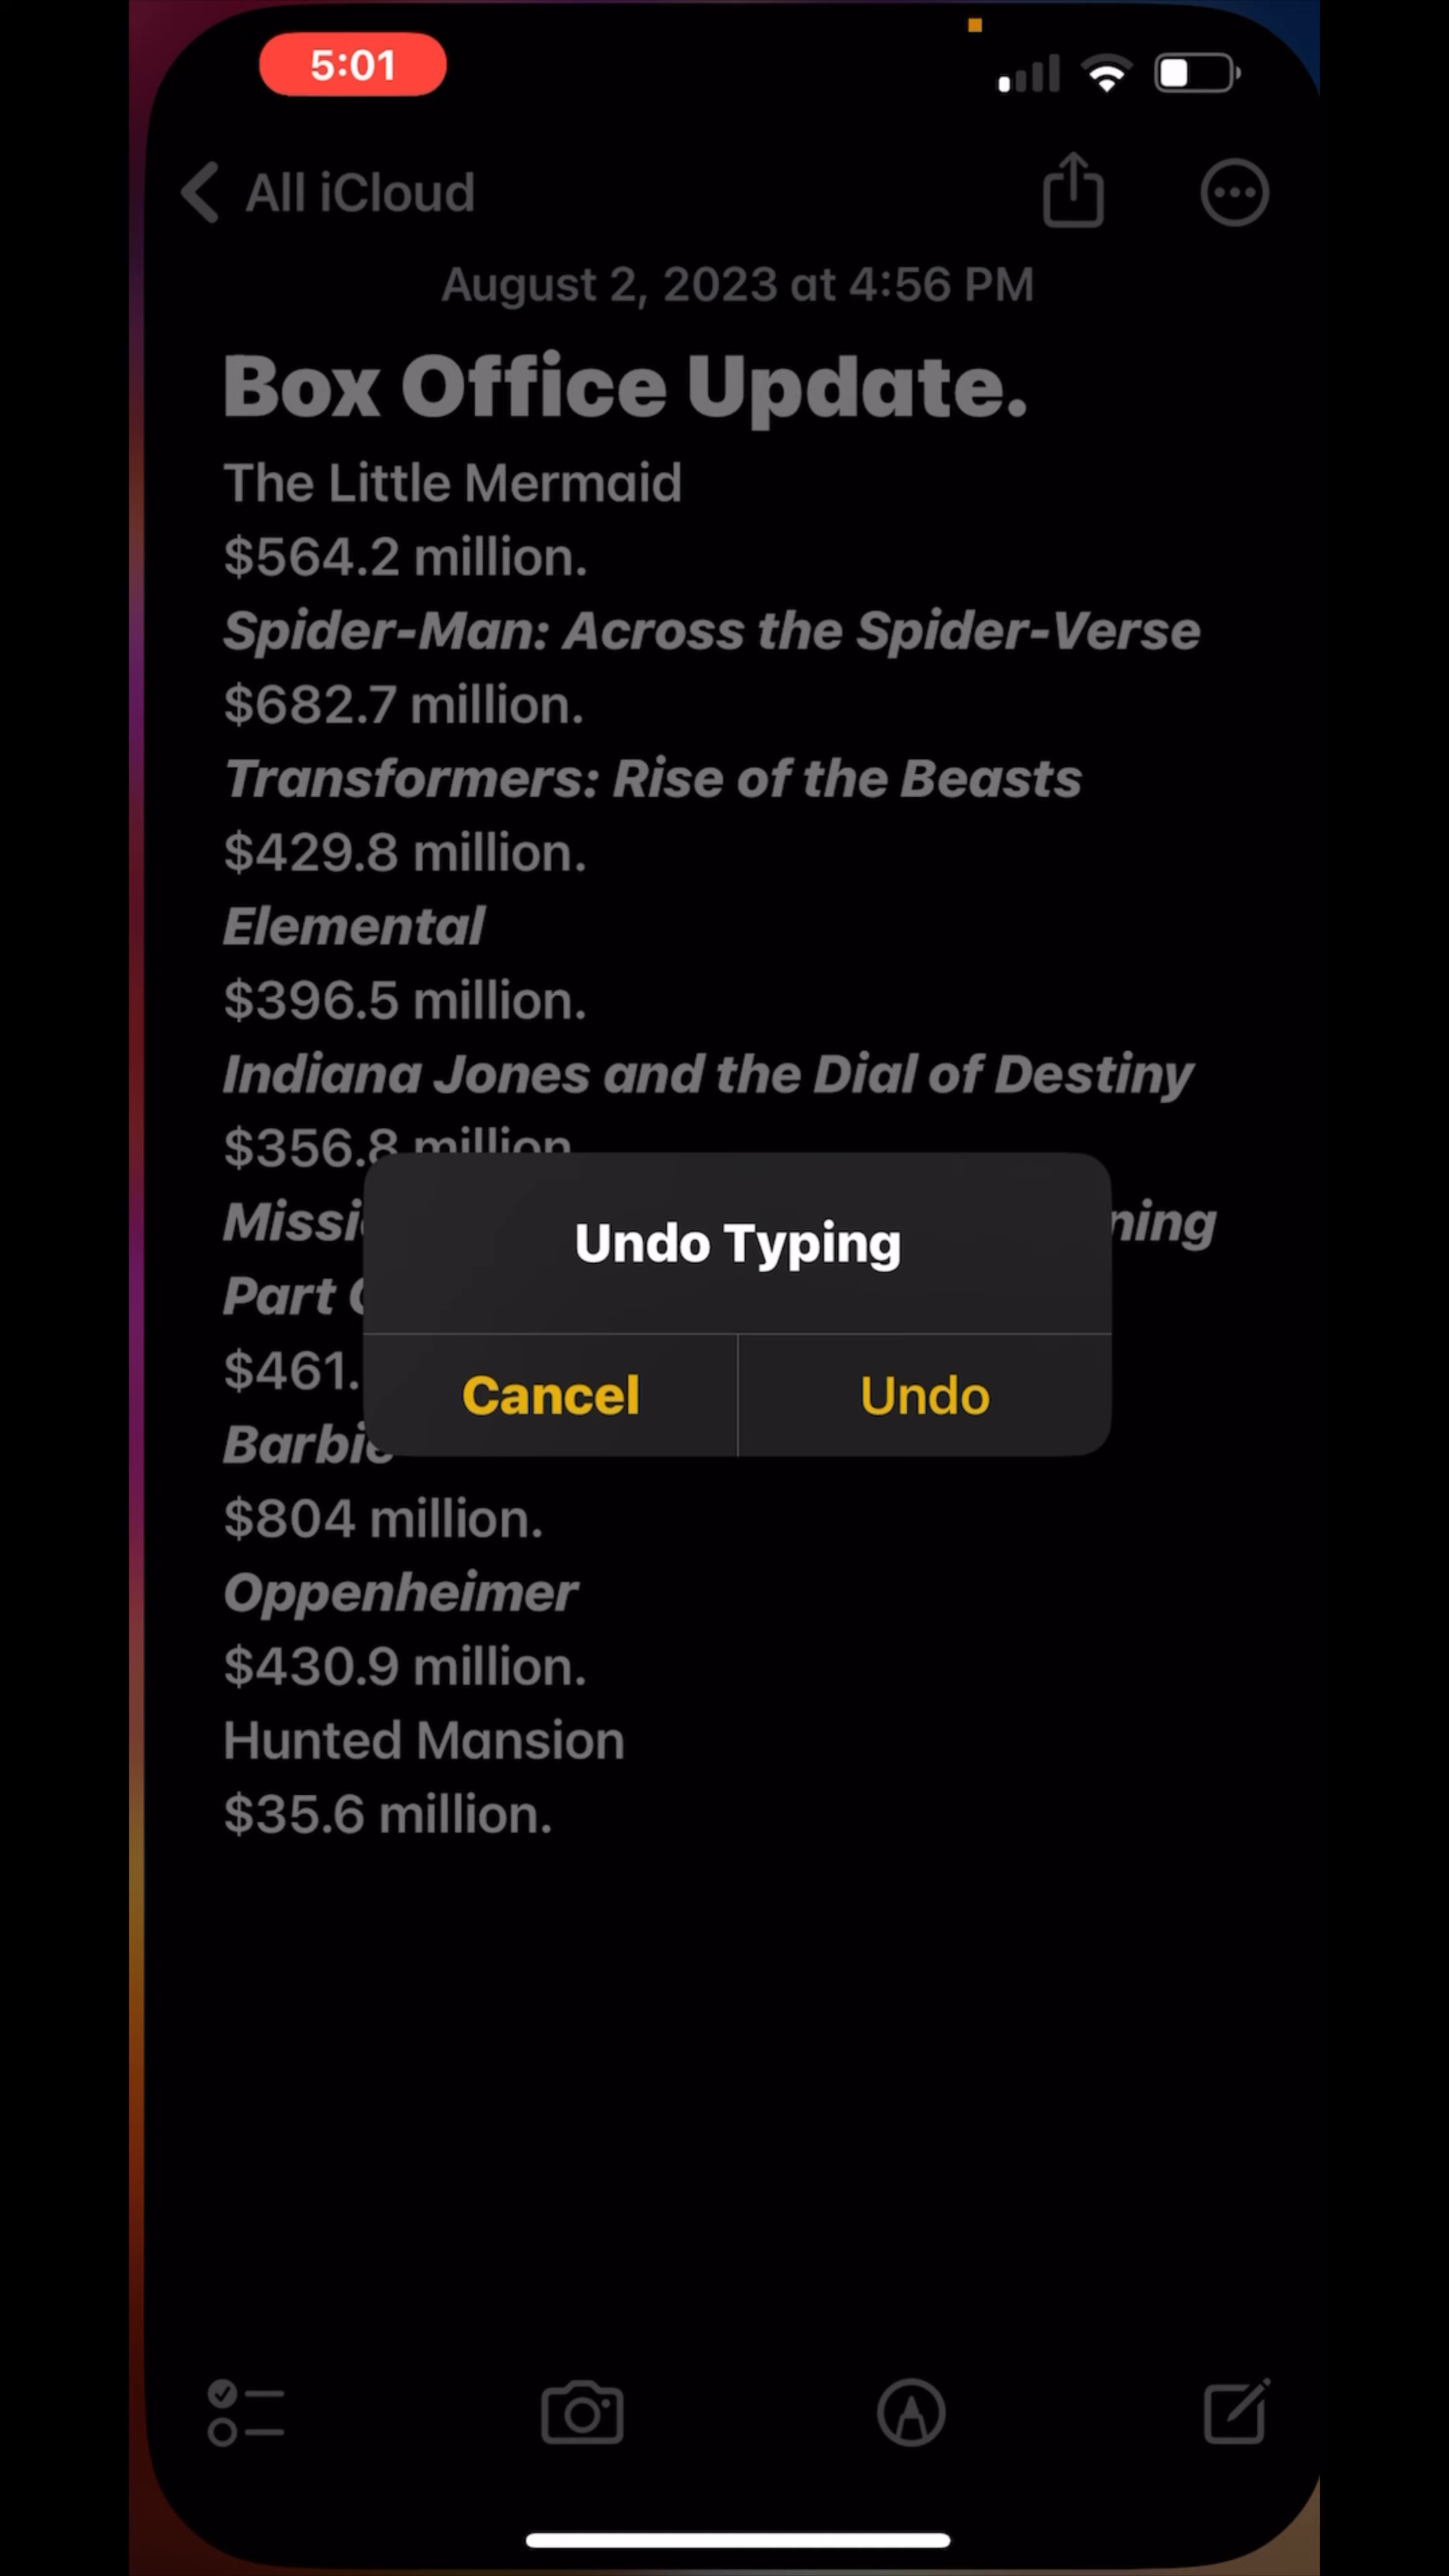 5:01
All iCloud
August 2, 2023 at 4:56 PM
Box Office Update.
The Little Mermaid
$564.2 million.
Spider-Man: Across the Spider-Verse
$682.7 million.
Transformers: Rise of the Beasts
$429.8 million.
Elemental
$396.5 million.
Indiana Jones and the Dial of Destiny
$356.8 million
Part
$461.
Undo Typing
Cancel Undo
Barbie
$804 million.
Oppenheimer
$430.9 million.
Hunted Mansion
$35.6 million.